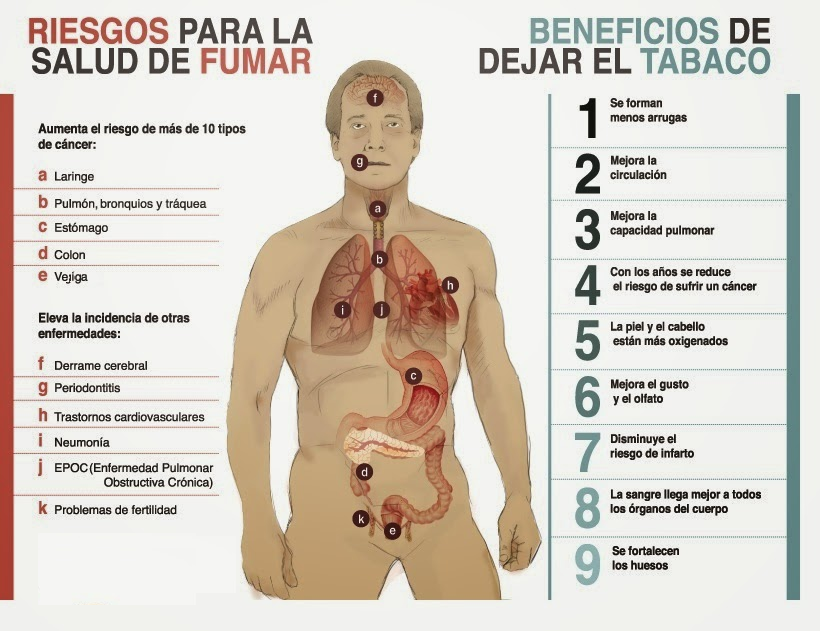 RIESGOS PARA LA
SALUD DE FUMAR
Aumenta el riesgo de más de 10 tipos
de cáncer:
a Laringe
b Pulmón, bronquios y tráquea
c Estómago
d Colon
e Vejiga
Eleva la incidencia de otras
enfermedades:
f Derrame cerebral
g Periodontitis
h Trastornos cardiovasculares
i Neumonía
j EPOC(Enfermedad Pulmonar
Obstructiva Crónica)
k Problemas de fertilidad
f
g
a
b
h
i
j
c
d
k
e
BENEFICIOS DE
DEJAR EL TABACO
1 Se forman
menos arrugas
2 Mejora la
circulación
3 Mejora la
capacidad pulmonar
4 Con los años se reduce
el riesgo de sufrir un cáncer
5 La piel y el cabello
están más oxigenados
6 Mejora el gusto
y el olfato
7 Disminuye el
riesgo de infarto
8 La sangre llega mejor a todos
los órganos del cuerpo
9 Se fortalecen
los huesos